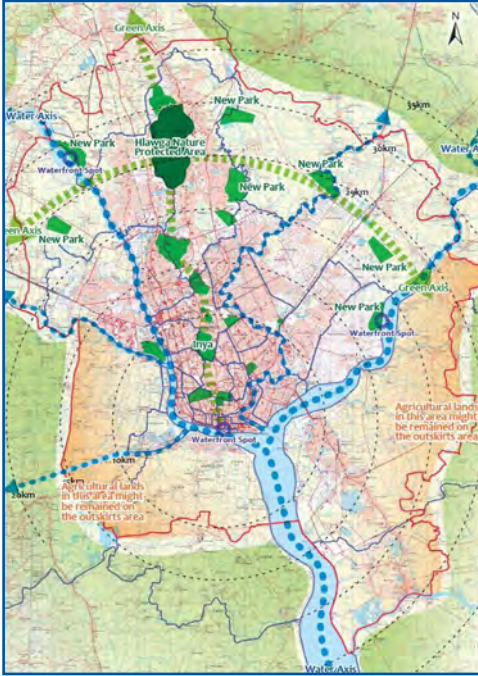 N
Green Axis
35km
New Park
Water Axis
New Park
Hlawga Nature
Protected Area
30km
Water A
Waterfront Spot
New Park
New Park
25km
New Park
een Axis
New Park
Green Axis
New Park
Waterfront Spot
Inya
Agricultural lands
in this area might
be remained on
the outskirts area
Waterfront Spot
10km
Agricultural lands
in this area might
be remained on
the outskirts area
20km
Water Axis